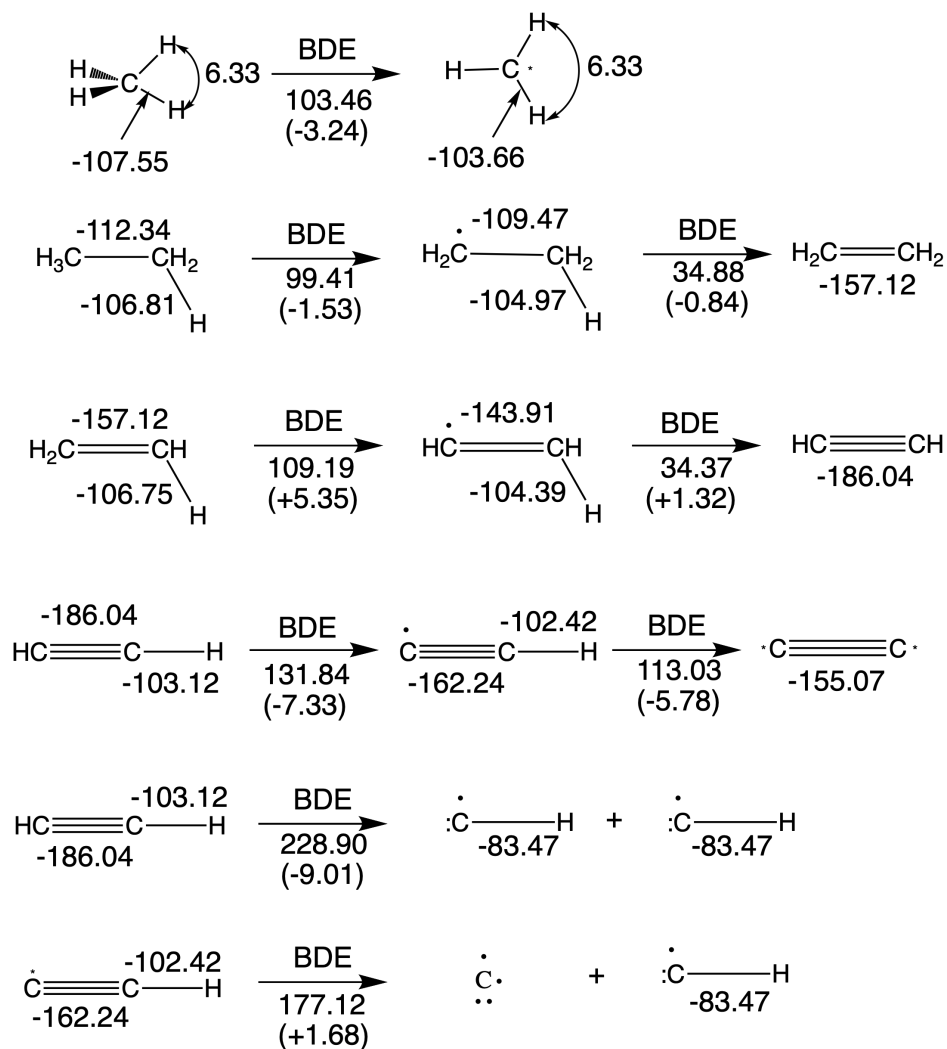 H H BDE H
H C 6.33 H C * 6.33
H H 103.46 H
(-3.24)
-107.55 -103.66
-112.34 BDE • -109.47 BDE
H₃C CH₂ H₂C CH₂ H₂C CH₂
99.41 34.88 -157.12
-106.81 (-1.53) -104.97 (-0.84)
H H
-157.12 BDE • -143.91 BDE
H₂C CH HC CH HC CH
109.19 34.37 -186.04
-106.75 (+5.35) -104.39 (+1.32)
H H
-186.04 BDE • -102.42 BDE
HC C H C C H *C C*
-103.12 131.84 -162.24 113.03 -155.07
(-7.33) (-5.78)
-103.12 BDE • •
HC C H :C H + :C H
-186.04 228.90 -83.47 -83.47
(-9.01)
* -102.42 BDE • •
C C H C• + :C H
-162.24 177.12 •• -83.47
(+1.68)